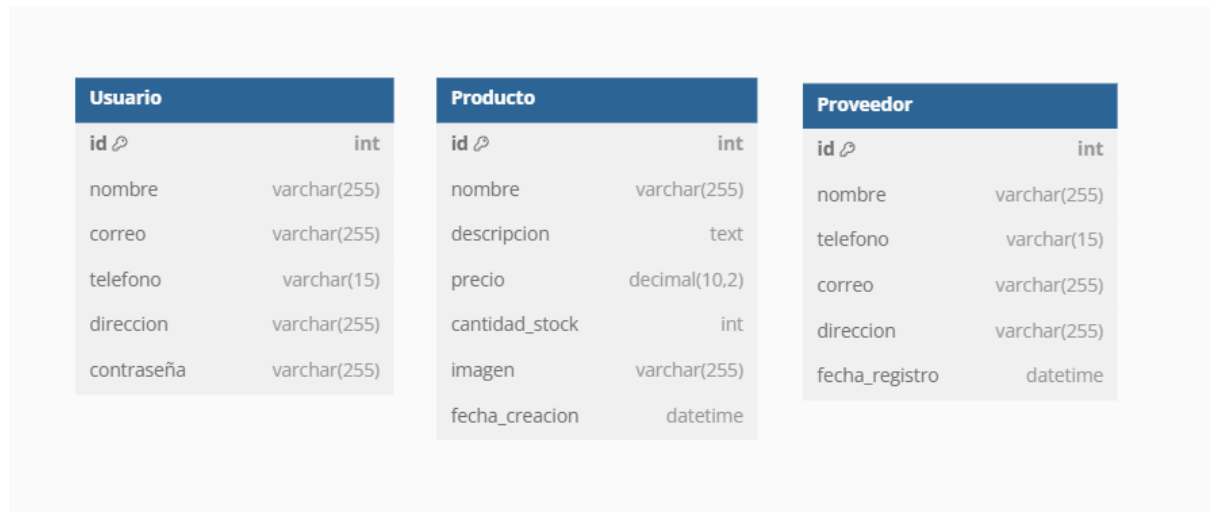 Usuario
id int
nombre varchar(255)
correo varchar(255)
telefono varchar(15)
direccion varchar(255)
contraseña varchar(255)
Producto
id int
nombre varchar(255)
descripcion text
precio decimal(10,2)
cantidad_stock int
imagen varchar(255)
fecha_creacion datetime
Proveedor
id int
nombre varchar(255)
telefono varchar(15)
correo varchar(255)
direccion varchar(255)
fecha_registro datetime